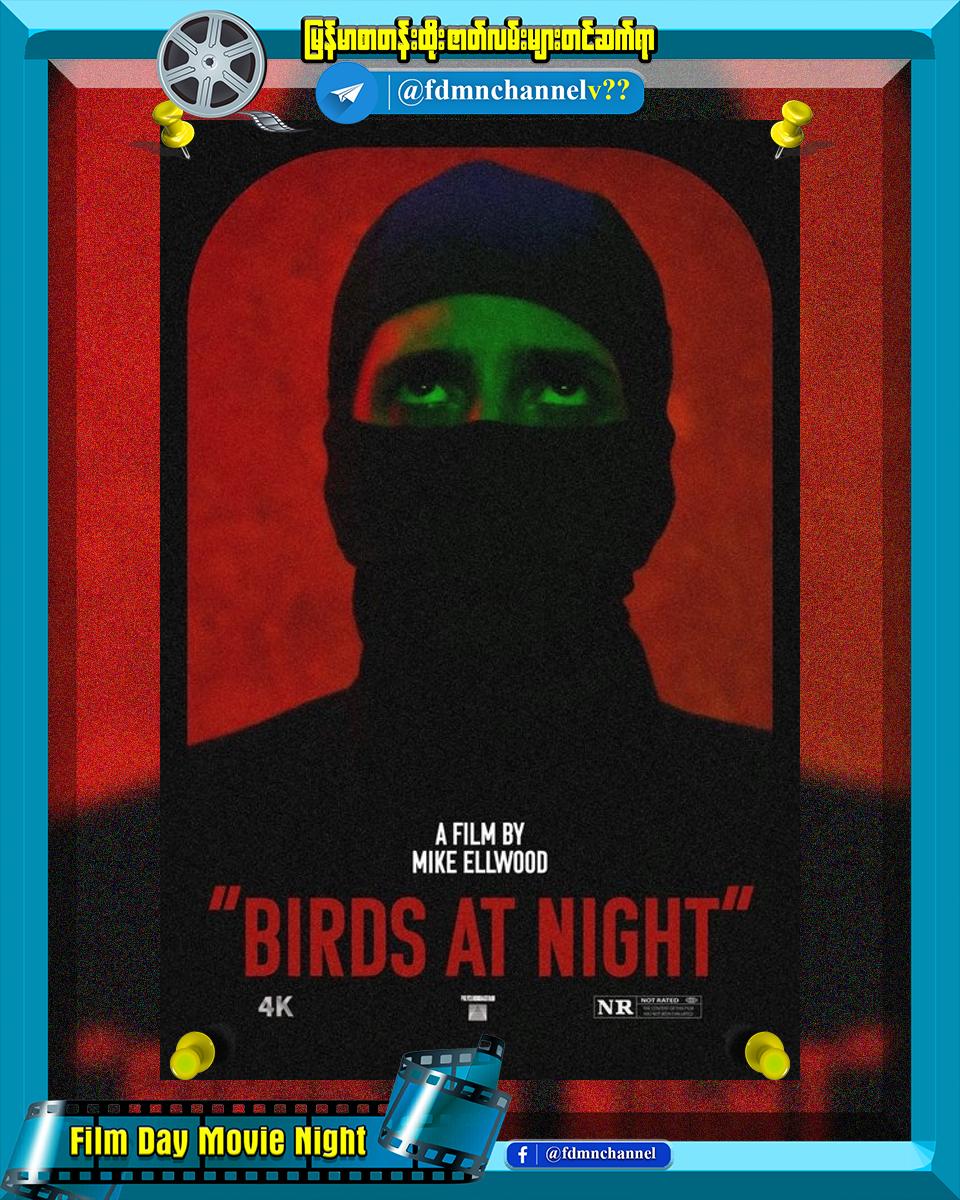 မြန်မာစာတန်းထိုးဇာတ်လမ်းများတင်ဆက်ရာ
@fdmnchannelv??
A FILM BY
MIKE ELLWOOD
"BIRDS AT NIGHT"
4K
NR NOT RATED
Film Day Movie Night
f @fdmnchannel